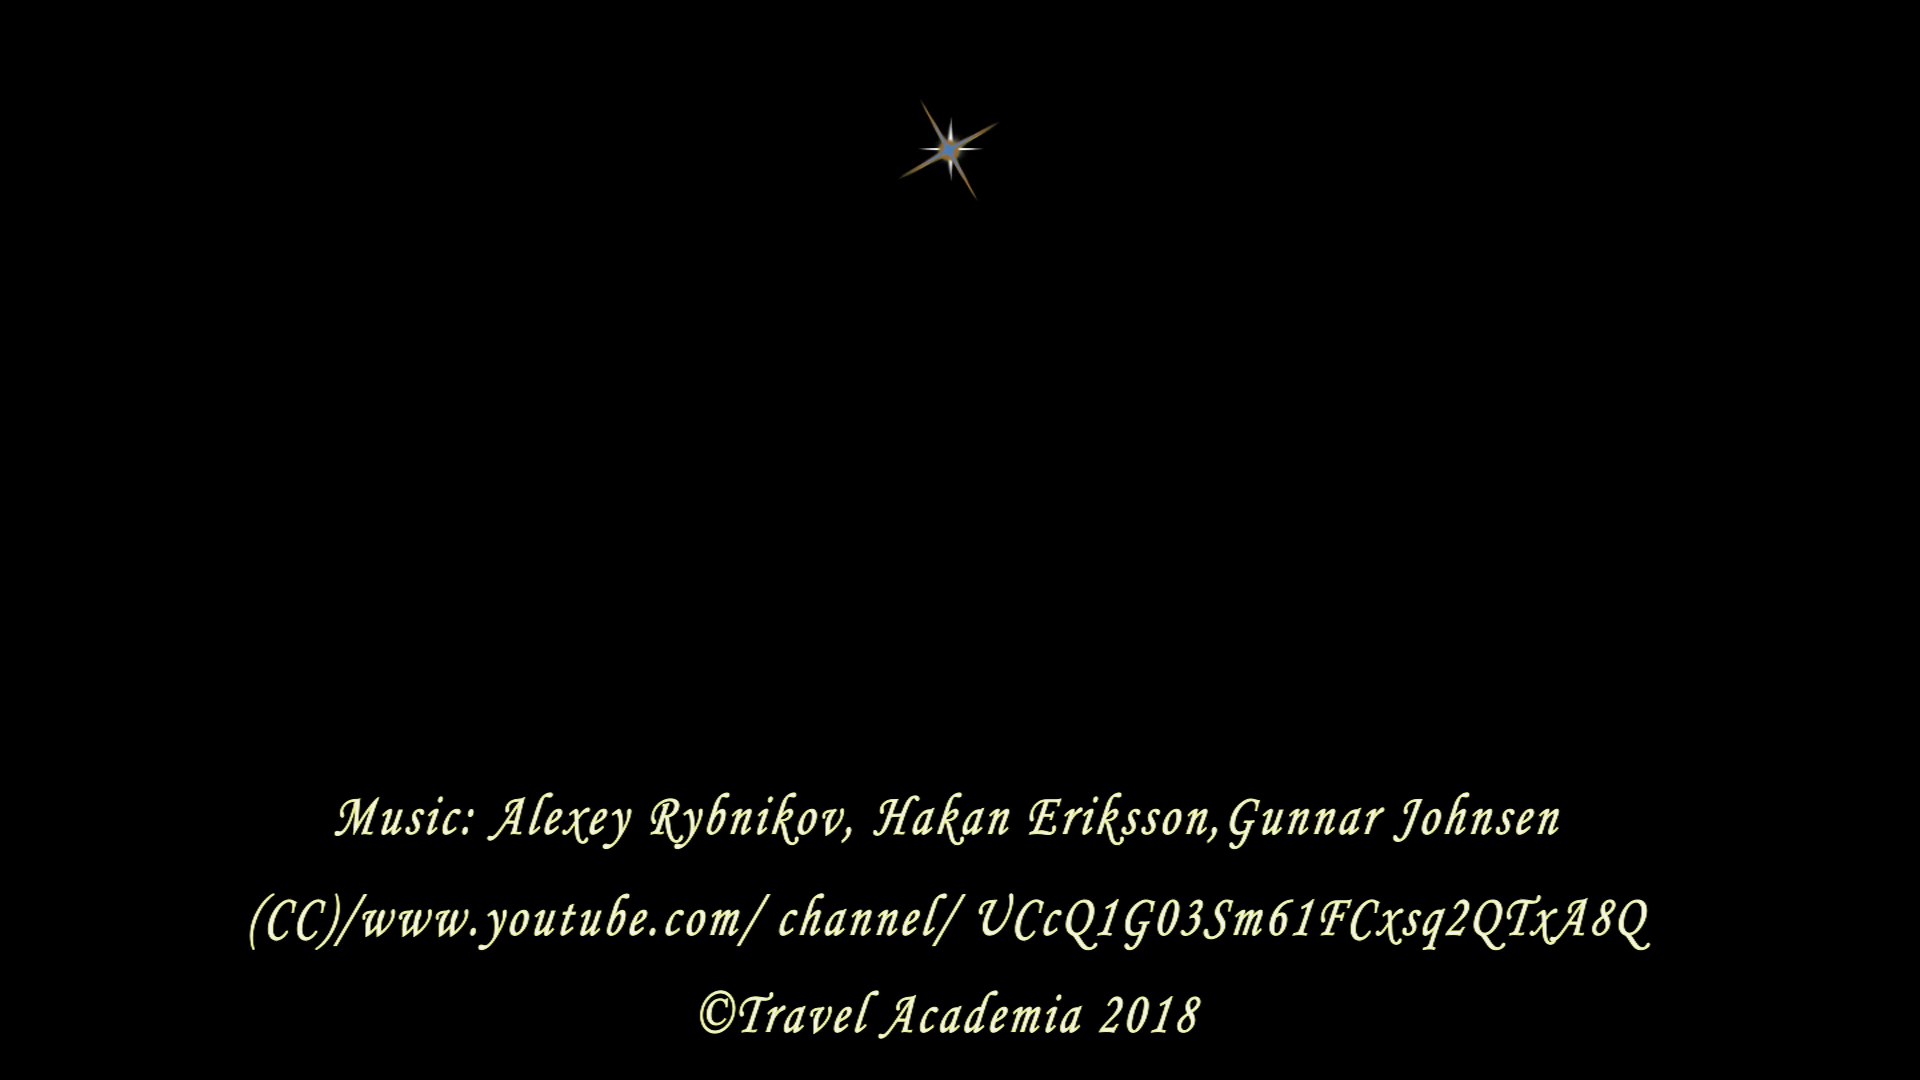 Music: Alexey Rybnikov, Hakan Eriksson,Gunnar Johnsen
(CC)/www.youtube.com/ channel/ UCcQ1G03Sm61FCxsq2QTxA8Q
©Travel Academia 2018